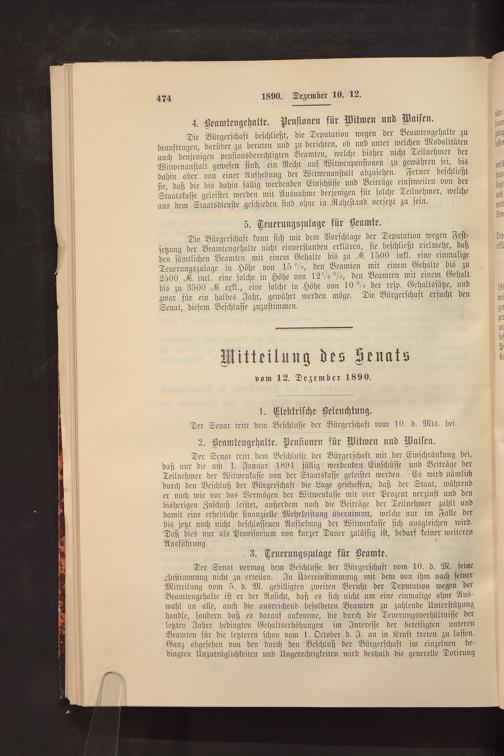 474
1890. Dezember 10. 12.
4. Beamtengehalte. Pensionen für Witwen und Waisen.
Die Bürgerschaft beschließt, die Deputation wegen der Beamtengehalte zu
beauftragen, darüber zu beraten und zu berichten, ob und unter welchen Modalitäten
auch denjenigen pensionsberechtigten Beamten, welche bisher nicht Teilnehmer der
Witwenanstalt gewesen sind, ein Recht auf Witwenpensionen zu gewähren sei, bis
dahin aber von einer Aufhebung der Witwenanstalt abzusehen. Ferner beschließt
sie, daß die bis dahin fällig werdenden Einschüsse und Beiträge einstweilen von der
Staatskasse geleistet werden mit Ausnahme derjenigen für solche Teilnehmer, welche
aus dem Staatsdienste geschieden sind ohne in Ruhestand versetzt zu sein.
5. Teuerungszulage für Beamte.
Die Bürgerschaft kann sich mit dem Vorschlage der Deputation wegen Fest-
setzung der Beamtengehalte nicht einverstanden erklären, sie beschließt vielmehr, daß
den sämtlichen Beamten mit einem Gehalte bis zu ℳ 1500 inkl. eine einmalige
Teuerungszulage in Höhe von 15 %, den Beamten mit einem Gehalte bis zu
2500 ℳ incl. eine solche in Höhe von 12½ %, den Beamten mit einem Gehalt
bis zu 3500 ℳ exkl., eine solche in Höhe von 10 % der resp. Gehaltssätze, und
zwar für ein halbes Jahr, gewährt werden möge. Die Bürgerschaft ersucht den
Senat, diesem Beschlusse zuzustimmen.
Mitteilung des Senats
vom 12. Dezember 1890.
1. Elektrische Beleuchtung.
Der Senat tritt dem Beschlusse der Bürgerschaft vom 10. d. Mts. bei.
2. Beamtengehalte. Pensionen für Witwen und Waisen.
Der Senat tritt dem Beschlusse der Bürgerschaft mit der Einschränkung bei,
daß nur die am 1. Januar 1891 fällig werdenden Einschüsse und Beiträge der
Teilnehmer der Witwenkasse von der Staatskasse geleistet werden. Es wird nämlich
durch den Beschluß der Bürgerschaft die Lage geschaffen, daß der Staat, während
er nach wie vor das Vermögen der Witwenkasse mit vier Prozent verzinst und den
bisherigen Zuschuß leistet, außerdem noch die Beiträge der Teilnehmer zahlt und
damit eine erhebliche finanzielle Mehrleistung übernimmt, welche nur im Falle der
bis jetzt noch nicht beschlossenen Aufhebung der Witwenkasse sich ausgleichen wird.
Daß dies nur als Provisorium von kurzer Dauer zulässig ist, bedarf keiner weiteren
Ausführung.
3. Teuerungszulage für Beamte.
Der Senat vermag dem Beschlusse der Bürgerschaft vom 10. d. M. seine
Zustimmung nicht zu erteilen. In Übereinstimmung mit dem von ihm nach seiner
Mitteilung vom 5. d. M. gebilligten zweiten Bericht der Deputation wegen der
Beamtengehalte ist er der Ansicht, daß es sich nicht um eine einmalige ohne Aus-
wahl an alle, auch die ausreichend besoldeten Beamten zu zahlende Unterstützung
handle, sondern daß es darauf ankomme, die durch die Teuerungsverhältnisse der
letzten Jahre bedingten Gehaltserhöhungen im Interesse der beteiligten unteren
Beamten für die letzteren schon vom 1. October d. J. an in Kraft treten zu lassen.
Ganz abgesehen von den durch den Beschluß der Bürgerschaft im einzelnen be-
dingten Unzuträglichkeiten und Ungerechtigkeiten wird deshalb die generelle Dotirung